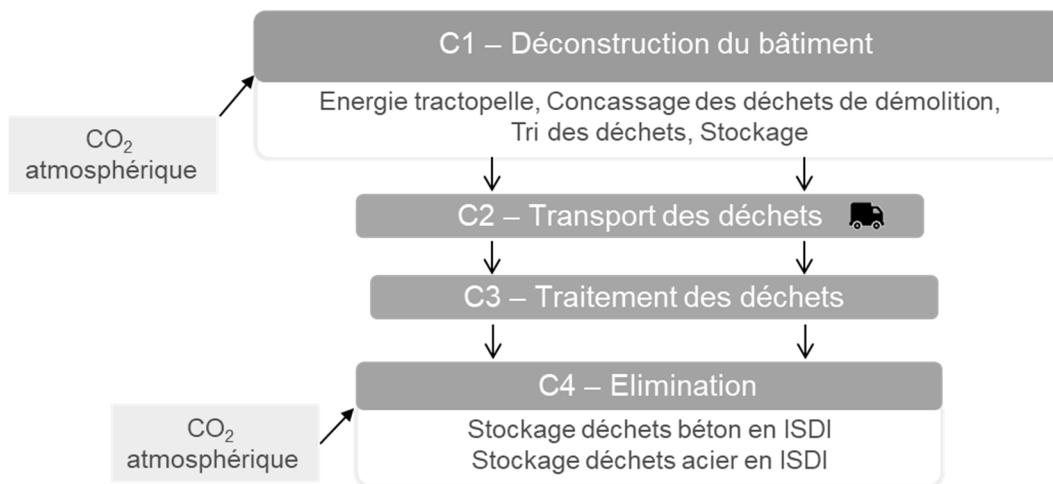 C1 – Déconstruction du bâtiment
Energie tractopelle, Concassage des déchets de démolition,
Tri des déchets, Stockage
CO₂
atmosphérique
C2 – Transport des déchets
C3 – Traitement des déchets
C4 – Elimination
Stockage déchets béton en ISDI
Stockage déchets acier en ISDI
CO₂
atmosphérique